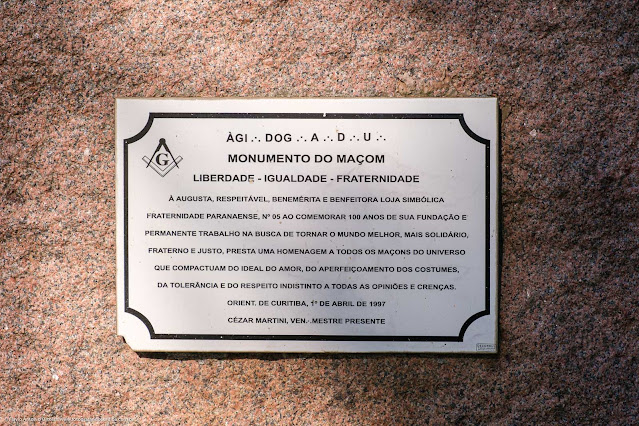 ÀGI .·. DOG .·. A .·. D .·. U .·.
MONUMENTO DO MAÇOM
G
LIBERDADE - IGUALDADE - FRATERNIDADE
À AUGUSTA, RESPEITÁVEL, BENEMÉRITA E BENFEITORA LOJA SIMBÓLICA
FRATERNIDADE PARANAENSE, Nº 05 AO COMEMORAR 100 ANOS DE SUA FUNDAÇÃO E
PERMANENTE TRABALHO NA BUSCA DE TORNAR O MUNDO MELHOR, MAIS SOLIDÁRIO,
FRATERNO E JUSTO, PRESTA UMA HOMENAGEM A TODOS OS MAÇONS DO UNIVERSO
QUE COMPACTUAM DO IDEAL DO AMOR, DO APERFEIÇOAMENTO DOS COSTUMES,
DA TOLERÂNCIA E DO RESPEITO INDISTINTO A TODAS AS OPINIÕES E CRENÇAS.
ORIENT. DE CURITIBA, 1º DE ABRIL DE 1997
CÉZAR MARTINI, VEN.·.MESTRE PRESENTE